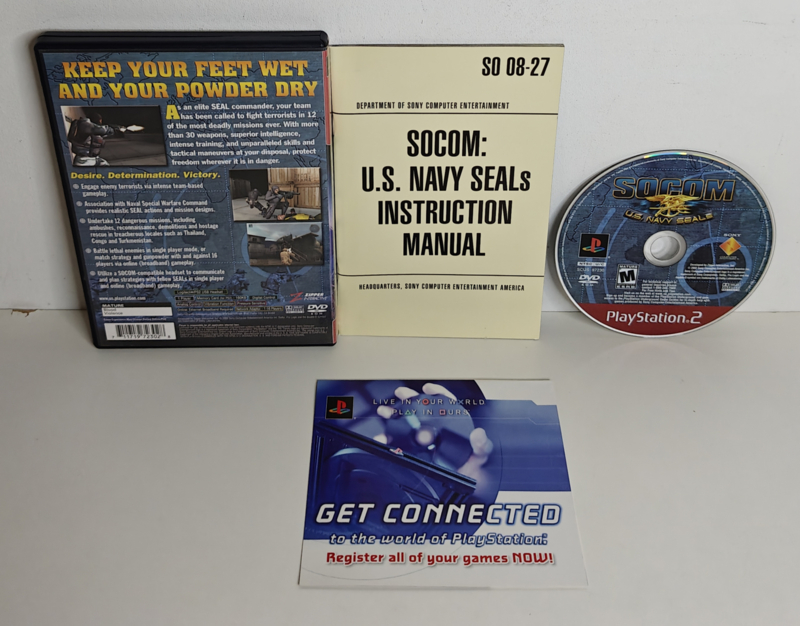 KEEP YOUR FEET WET
AND YOUR POWDER DRY
As an elite SEAL commander, your team
has been called to fight terrorists in 12
of the most deadly missions ever. With more
than 30 weapons, superior intelligence,
intense training, and unparalleled skills and
tactical maneuvers at your disposal, protect
freedom wherever it is in danger.
Desire. Determination. Victory.
Engage enemy terrorists via intense team-based
gameplay.
Association with Naval Special Warfare Command
provides realistic SEAL actions and mission designs.
Undertake 12 dangerous missions, including
ambushes, reconnaissance, demolitions and hostage
rescue in treacherous locales such as Thailand,
Congo and Turkmenistan.
Battle lethal enemies in single player mode, or
match strategy and gunpowder with and against 16
players via online (broadband) gameplay.
Utilize a SOCOM-compatible headset to communicate
and plan strategies with fellow SEALs in single player
and online (broadband) gameplay.
www.us.playstation.com
MATURE
Blood
Violence
ZIPPER
DVD
SO 08-27
DEPARTMENT OF SONY COMPUTER ENTERTAINMENT
SOCOM:
U.S. NAVY SEALs
INSTRUCTION
MANUAL
HEADQUARTERS, SONY COMPUTER ENTERTAINMENT AMERICA
SOCOM
U.S. NAVY SEALS
SONY
MATURE
M
ESRB
DVD
PlayStation 2
LIVE IN YOUR WORLD
PLAY IN OURS
GET CONNECTED
to the world of PlayStation:
Register all of your games NOW!